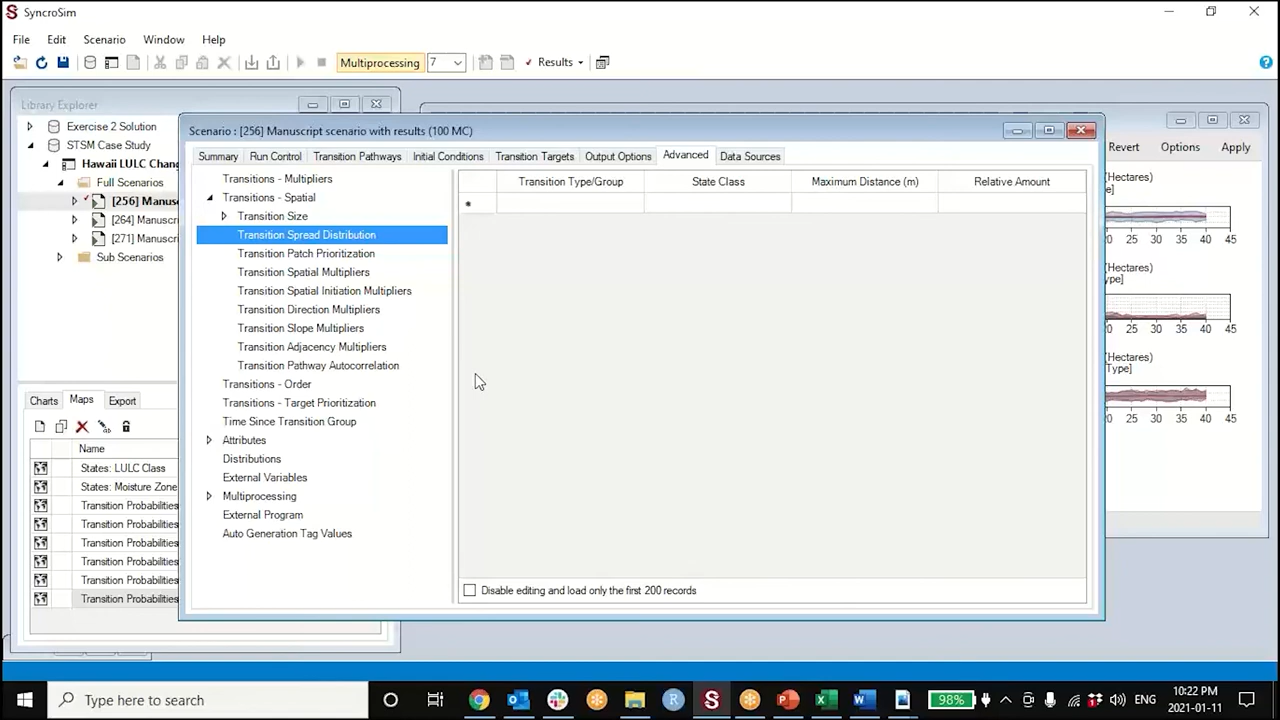 SyncroSim
File Edit Scenario Window Help
Multiprocessing 7 Results
Library Explorer
Exercise 2 Solution
STSM Case Study
Hawaii LULC Chang
Full Scenarios
[256] Manus
[264] Manuscri
[271] Manuscri
Sub Scenarios
Charts Maps Export
Name
States: LULC Class
States: Moisture Zone
Transition Probabilities
Transition Probabilities
Transition Probabilities
Transition Probabilities
Transition Probabilities
Transition Probabilities
Scenario : [256] Manuscript scenario with results (100 MC)
Summary Run Control Transition Pathways Initial Conditions Transition Targets Output Options Advanced Data Sources
Transitions - Multipliers
Transitions - Spatial
Transition Size
Transition Spread Distribution
Transition Patch Prioritization
Transition Spatial Multipliers
Transition Spatial Initiation Multipliers
Transition Direction Multipliers
Transition Slope Multipliers
Transition Adjacency Multipliers
Transition Pathway Autocorrelation
Transitions - Order
Transitions - Target Prioritization
Time Since Transition Group
Attributes
Distributions
External Variables
Multiprocessing
External Program
Auto Generation Tag Values
Transition Type/Group State Class Maximum Distance (m) Relative Amount
Disable editing and load only the first 200 records
Revert Options Apply
(Hectares)
e]
20 25 30 35 40 45
(Hectares)
Type]
20 25 30 35 40 45
(Hectares)
Type]
20 25 30 35 40 45
Type here to search
98%
ENG
10:22 PM
2021-01-11